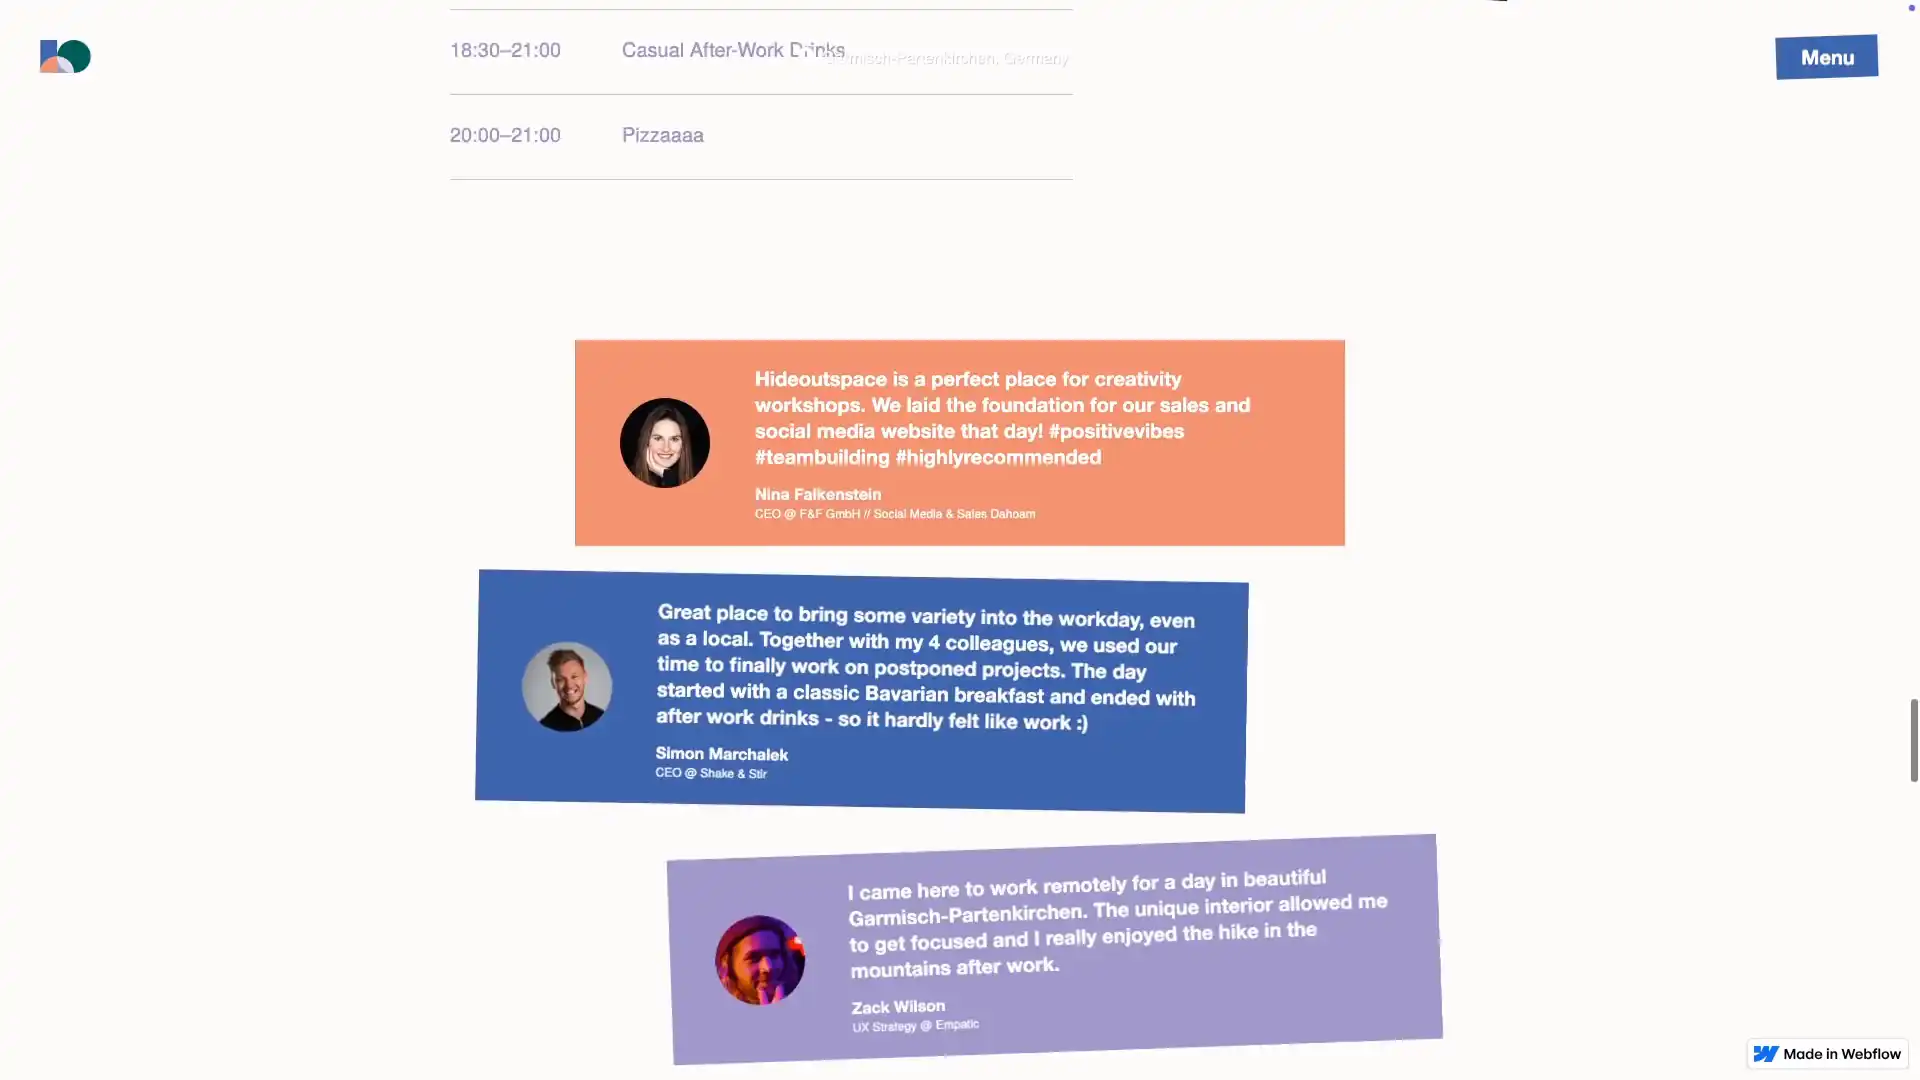 18:30–21:00 Casual After-Work Drinks
Garmisch-Partenkirchen, Germany
Menu
20:00–21:00 Pizzaaaa
Hideoutspace is a perfect place for creativity
workshops. We laid the foundation for our sales and
social media website that day! #positivevibes
#teambuilding #highlyrecommended
Nina Falkenstein
CEO @ F&F GmbH // Social Media & Sales Dahoam
Great place to bring some variety into the workday, even
as a local. Together with my 4 colleagues, we used our
time to finally work on postponed projects. The day
started with a classic Bavarian breakfast and ended with
after work drinks - so it hardly felt like work :)
Simon Marchalek
CEO @ Shake & Stir
I came here to work remotely for a day in beautiful
Garmisch-Partenkirchen. The unique interior allowed me
to get focused and I really enjoyed the hike in the
mountains after work.
Zack Wilson
UX Strategy @ Empatic
Made in Webflow